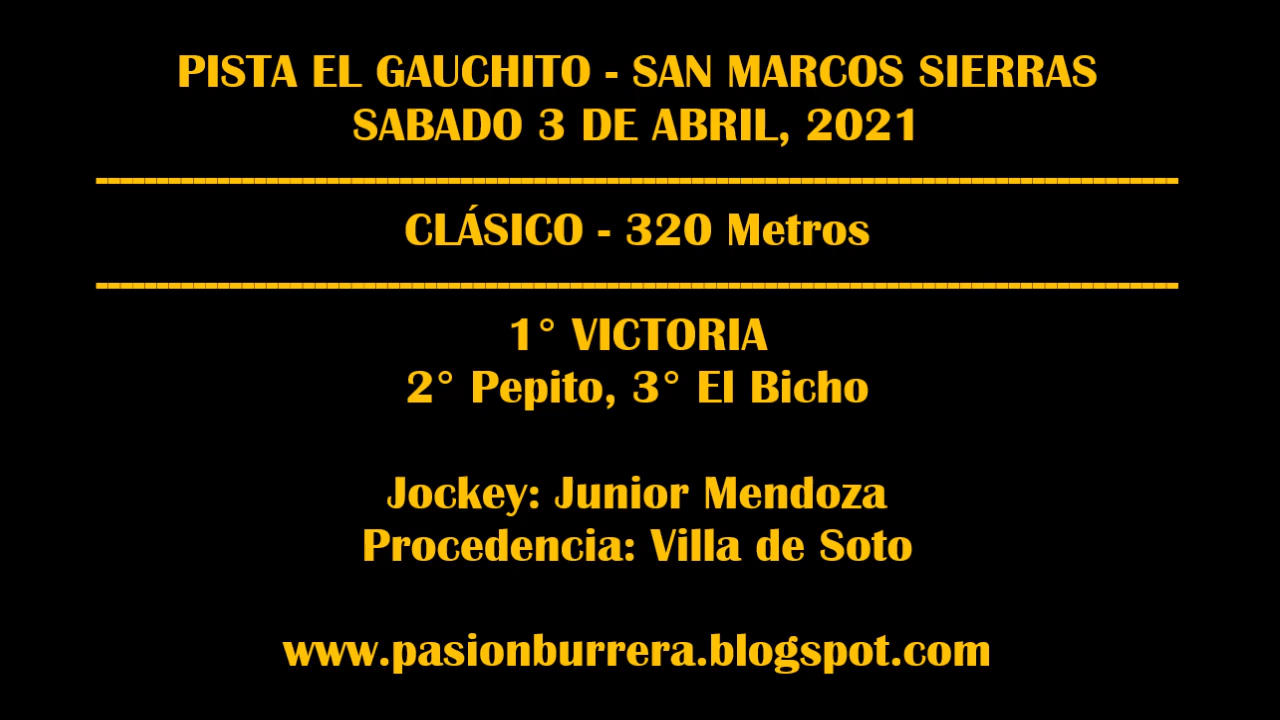 PISTA EL GAUCHITO - SAN MARCOS SIERRAS
SABADO 3 DE ABRIL, 2021
CLÁSICO - 320 Metros
1° VICTORIA
2° Pepito, 3° El Bicho
Jockey: Junior Mendoza
Procedencia: Villa de Soto
www.pasionburrera.blogspot.com